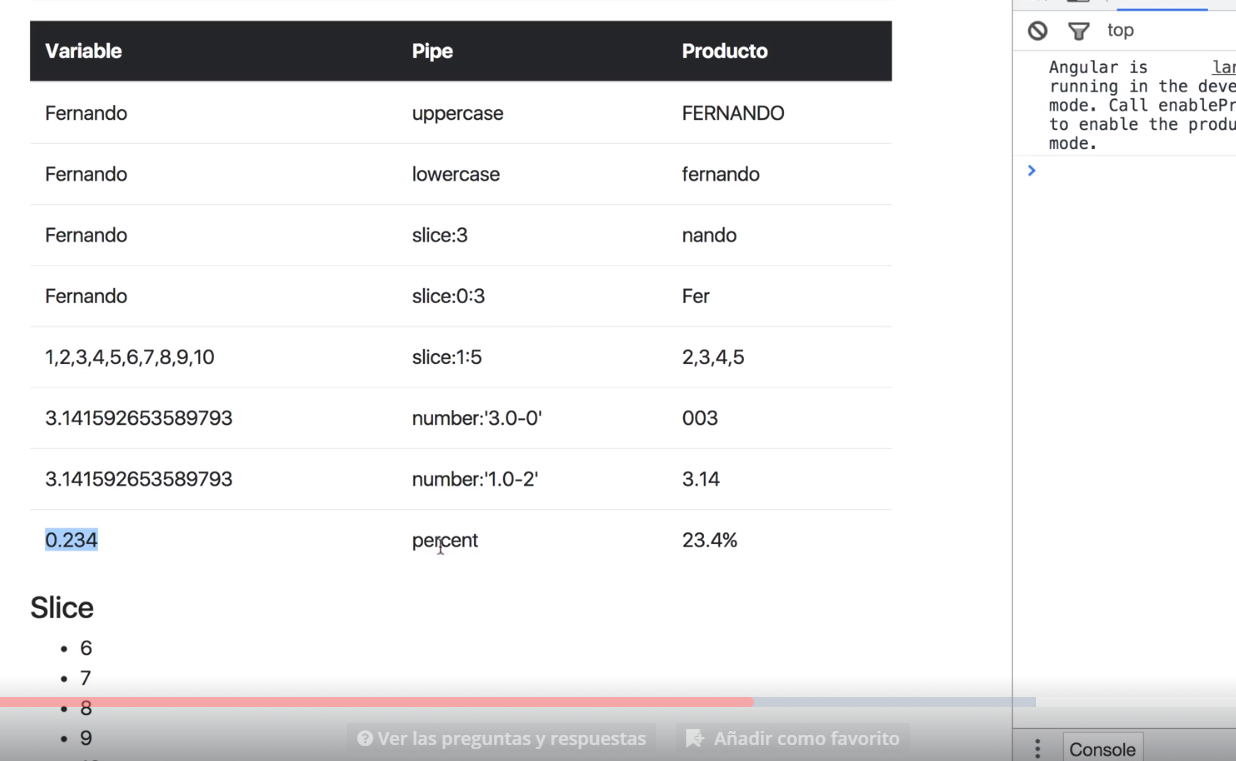 Variable Pipe Producto
Fernando uppercase FERNANDO
Fernando lowercase fernando
Fernando slice:3 nando
Fernando slice:0:3 Fer
1,2,3,4,5,6,7,8,9,10 slice:1:5 2,3,4,5
3.141592653589793 number:'3.0-0' 003
3.141592653589793 number:'1.0-2' 3.14
0.234 percent 23.4%
Slice
• 6
• 7
• 8
• 9
Ver las preguntas y respuestas
Añadir como favorito
top
Angular is lan
running in the deve
mode. Call enablePr
to enable the produ
mode.
Console